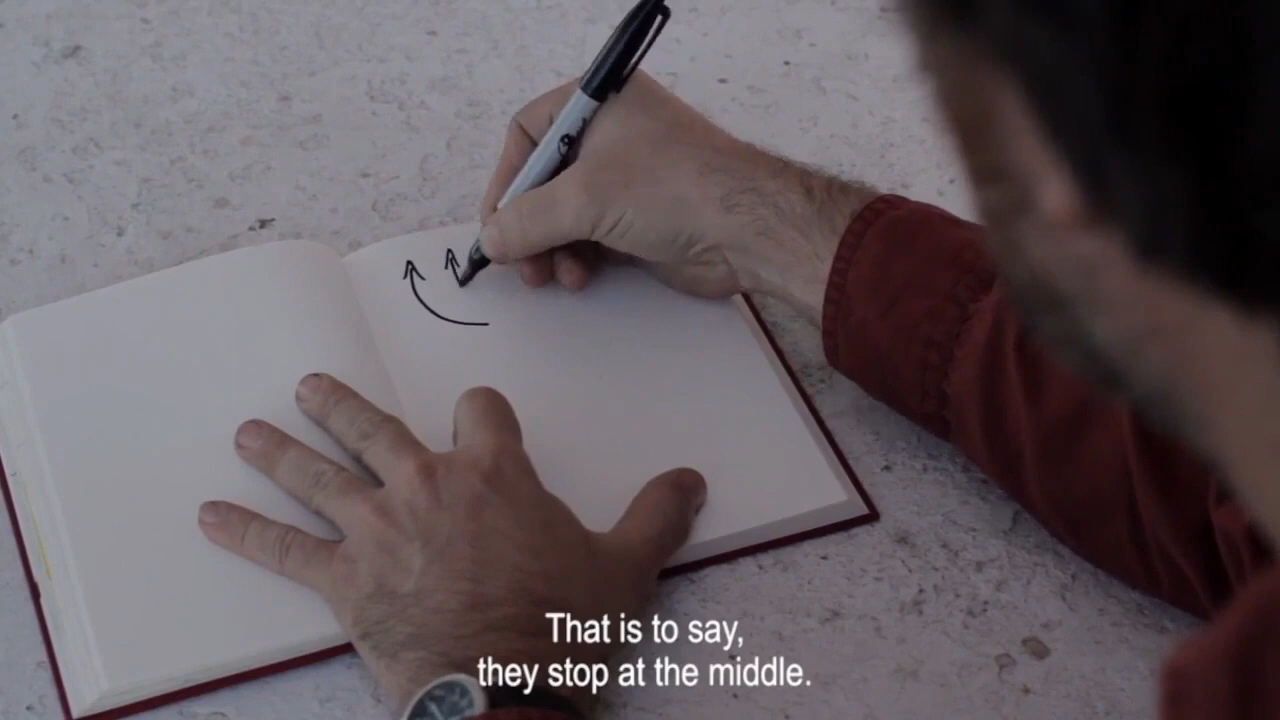 That is to say,
they stop at the middle.